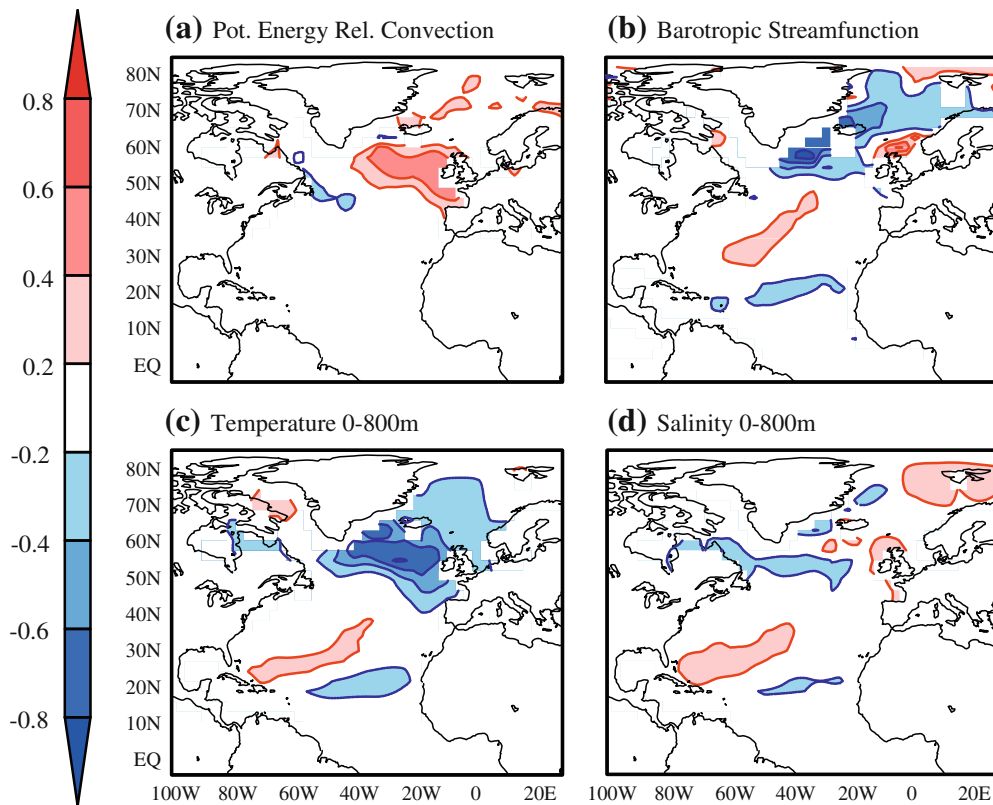 (a) Pot. Energy Rel. Convection
(b) Barotropic Streamfunction
0.8
0.6
0.4
0.2
-0.2
-0.4
-0.6
-0.8
80N
70N
60N
50N
40N
30N
20N
10N
EQ
(c) Temperature 0-800m
(d) Salinity 0-800m
80N
70N
60N
50N
40N
30N
20N
10N
EQ
100W 80W 60W 40W 20W 0 20E
100W 80W 60W 40W 20W 0 20E